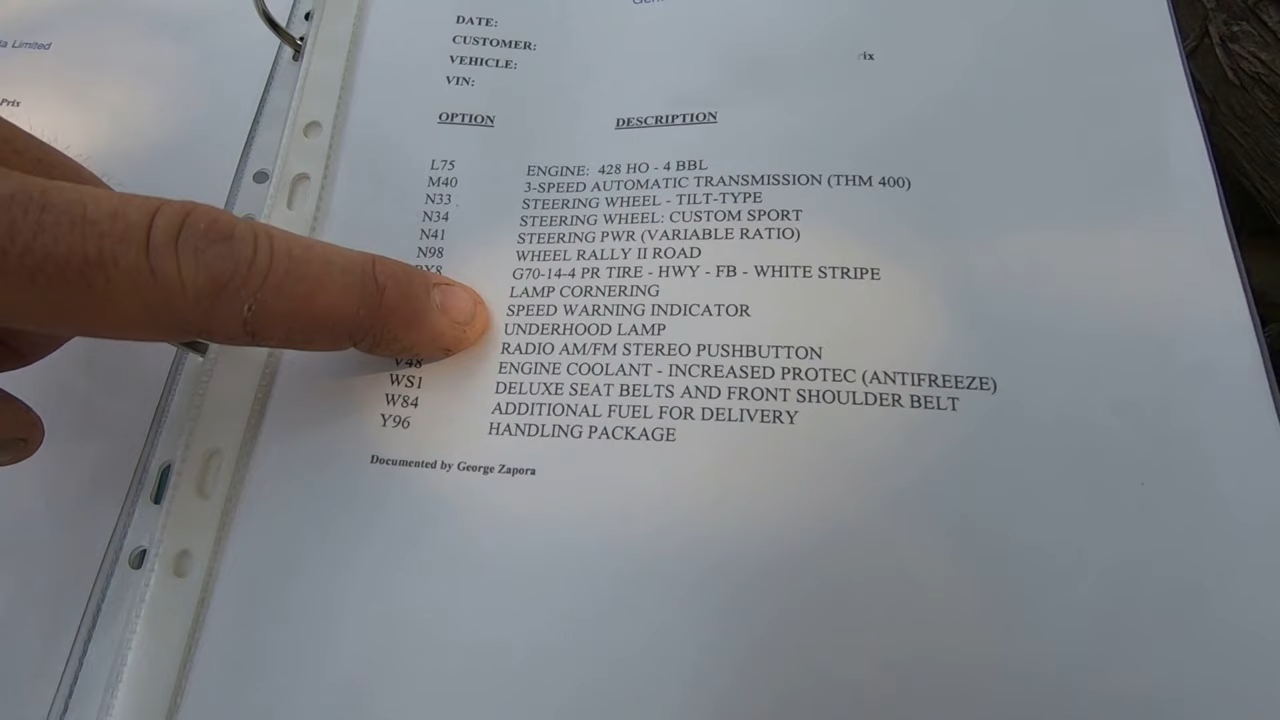 a Limited
Prix
DATE:
CUSTOMER:
VEHICLE: ix
VIN:
OPTION DESCRIPTION
L75 ENGINE: 428 HO - 4 BBL
M40 3-SPEED AUTOMATIC TRANSMISSION (THM 400)
N33 STEERING WHEEL - TILT-TYPE
N34 STEERING WHEEL: CUSTOM SPORT
N41 STEERING PWR (VARIABLE RATIO)
N98 WHEEL RALLY II ROAD
G70-14-4 PR TIRE - HWY - FB - WHITE STRIPE
LAMP CORNERING
SPEED WARNING INDICATOR
UNDERHOOD LAMP
RADIO AM/FM STEREO PUSHBUTTON
V48 ENGINE COOLANT - INCREASED PROTEC (ANTIFREEZE)
WS1 DELUXE SEAT BELTS AND FRONT SHOULDER BELT
W84 ADDITIONAL FUEL FOR DELIVERY
Y96 HANDLING PACKAGE
Documented by George Zapora